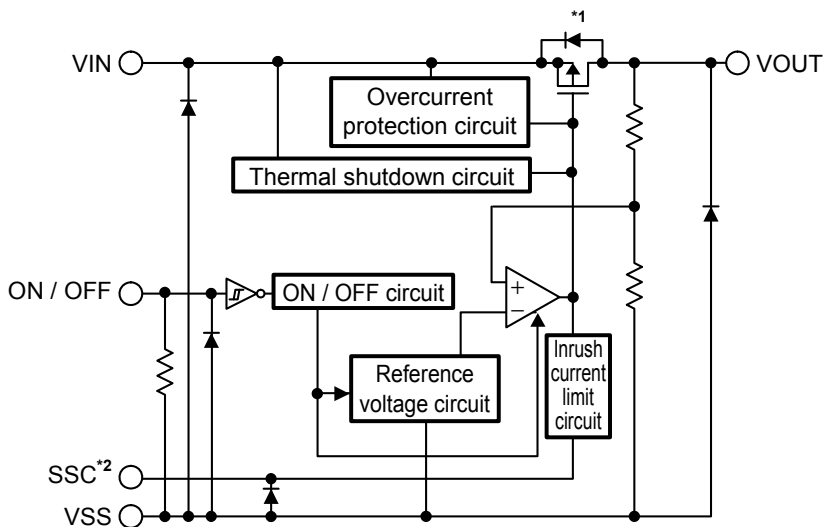 *1
VIN
VOUT
Overcurrent
protection circuit
Thermal shutdown circuit
ON / OFF
ON / OFF circuit
+
−
Reference
voltage circuit
Inrush
current
limit
circuit
SSC*2
VSS